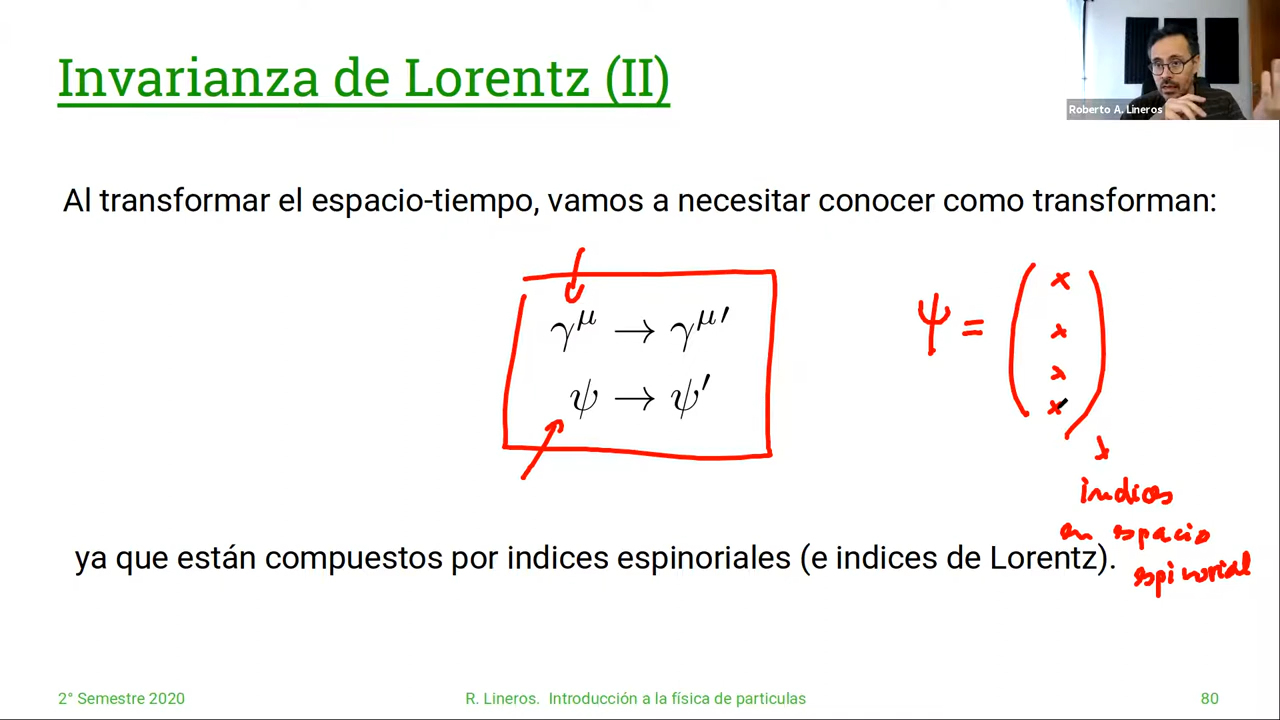 Invarianza de Lorentz (II)
Roberto A. Lineros
Al transformar el espacio-tiempo, vamos a necesitar conocer como transforman:
γ^μ → γ^μ′
ψ → ψ′
ψ = ( x x x x )
indices
en espacio
espinorial
ya que están compuestos por indices espinoriales (e indices de Lorentz).
2° Semestre 2020
R. Lineros. Introducción a la física de particulas
80